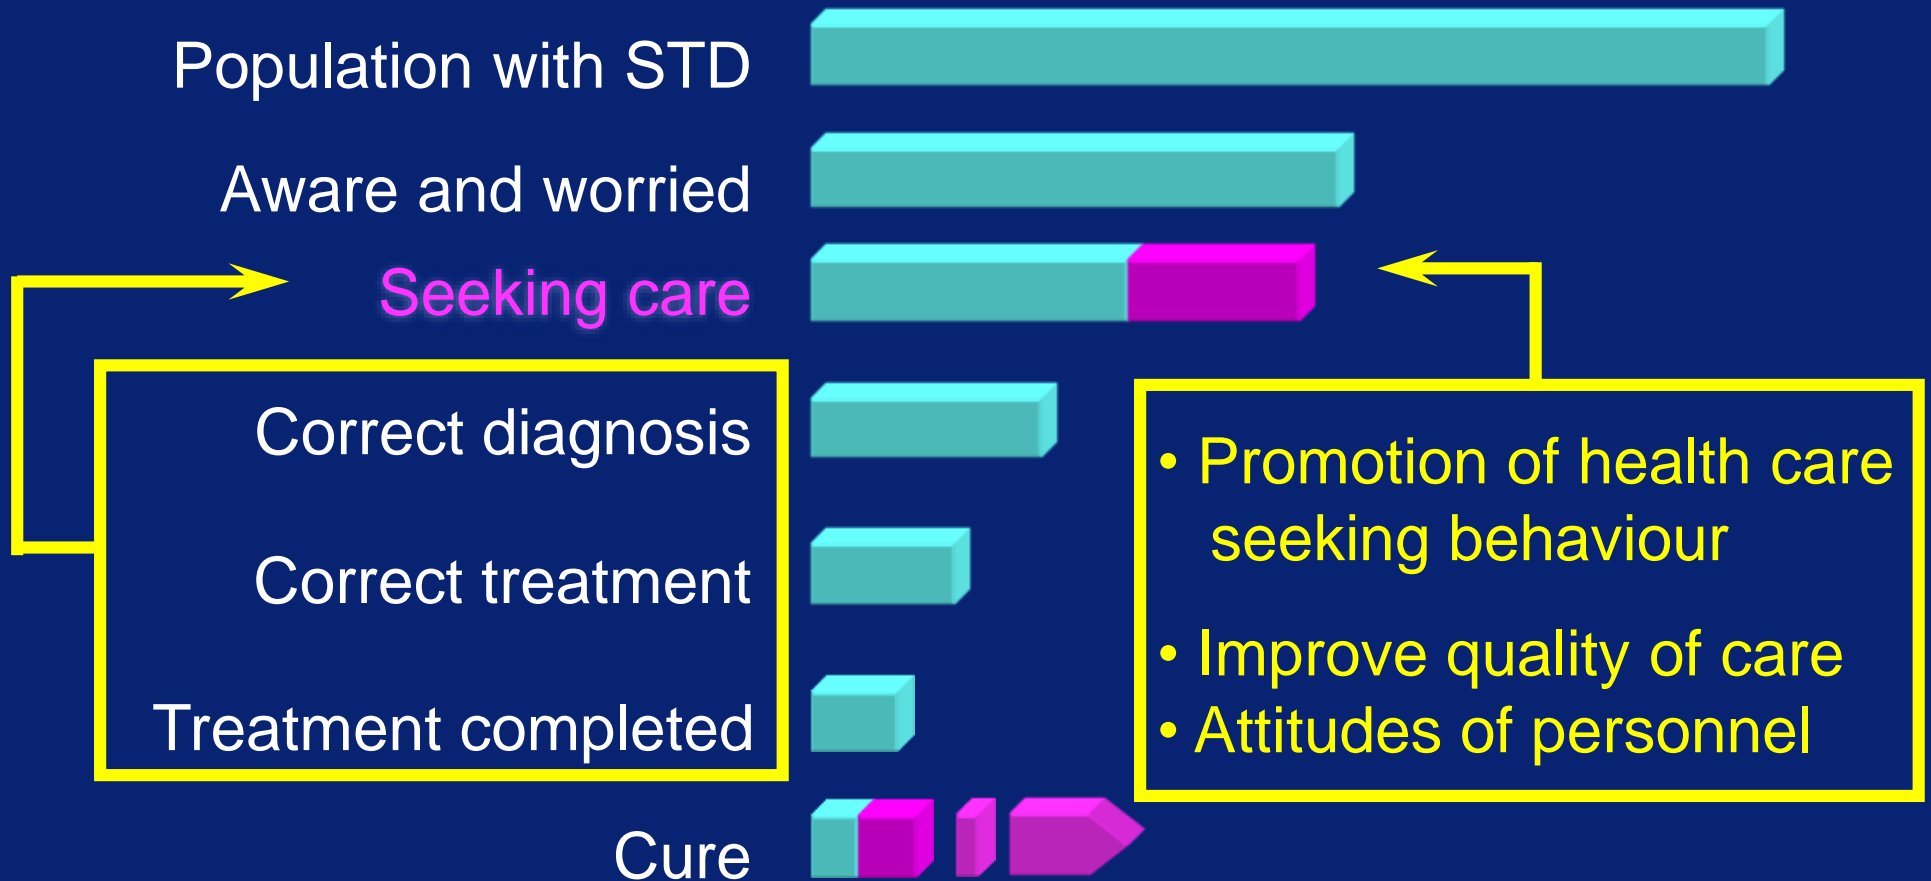 Population with STD
Aware and worried
Seeking care
Correct diagnosis
Correct treatment
Treatment completed
Cure
• Promotion of health care
seeking behaviour
• Improve quality of care
• Attitudes of personnel